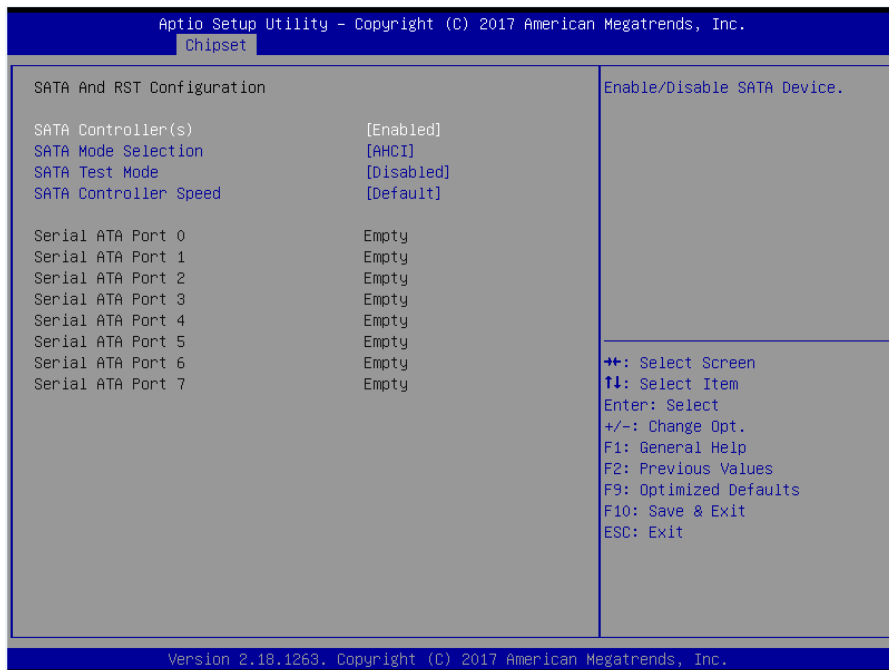 Aptio Setup Utility – Copyright (C) 2017 American Megatrends, Inc.
Chipset
SATA And RST Configuration
SATA Controller(s) [Enabled]
SATA Mode Selection [AHCI]
SATA Test Mode [Disabled]
SATA Controller Speed [Default]
Serial ATA Port 0 Empty
Serial ATA Port 1 Empty
Serial ATA Port 2 Empty
Serial ATA Port 3 Empty
Serial ATA Port 4 Empty
Serial ATA Port 5 Empty
Serial ATA Port 6 Empty
Serial ATA Port 7 Empty
Enable/Disable SATA Device.
→←: Select Screen
↑↓: Select Item
Enter: Select
+/-: Change Opt.
F1: General Help
F2: Previous Values
F9: Optimized Defaults
F10: Save & Exit
ESC: Exit
Version 2.18.1263. Copyright (C) 2017 American Megatrends, Inc.